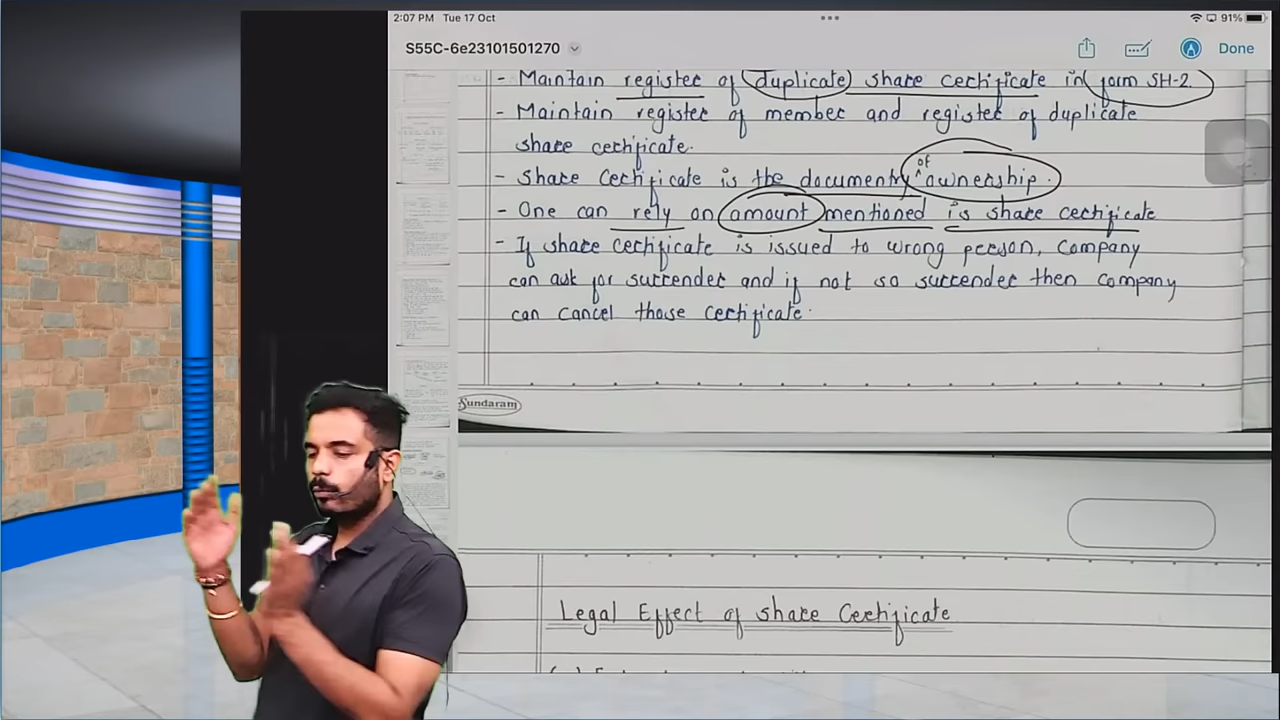 2:07 PM Tue 17 Oct
91%
S55C-6e23101501270
Done
- Maintain register of duplicate share certificate in form SH-2
- Maintain register of member and register of duplicate
share certificate.
- Share Certificate is the documentry of ownership.
- One can rely on amount mentioned is share certificate
- If share certificate is issued to wrong person, Company
can ask for surrender and if not so surrender then company
can cancel those certificate.
Sundaram
Legal Effect of share Certificate